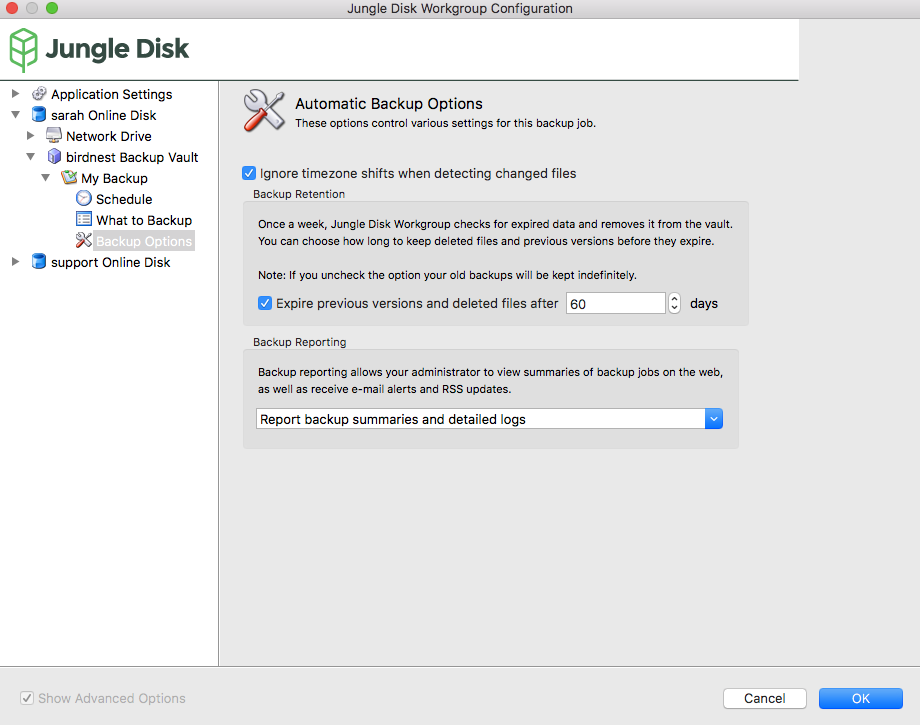 Jungle Disk Workgroup Configuration
Jungle Disk
Application Settings
sarah Online Disk
Network Drive
birdnest Backup Vault
My Backup
Schedule
What to Backup
Backup Options
support Online Disk
Automatic Backup Options
These options control various settings for this backup job.
Ignore timezone shifts when detecting changed files
Backup Retention
Once a week, Jungle Disk Workgroup checks for expired data and removes it from the vault.
You can choose how long to keep deleted files and previous versions before they expire.
Note: If you uncheck the option your old backups will be kept indefinitely.
Expire previous versions and deleted files after 60 days
Backup Reporting
Backup reporting allows your administrator to view summaries of backup jobs on the web,
as well as receive e-mail alerts and RSS updates.
Report backup summaries and detailed logs
Show Advanced Options
Cancel OK